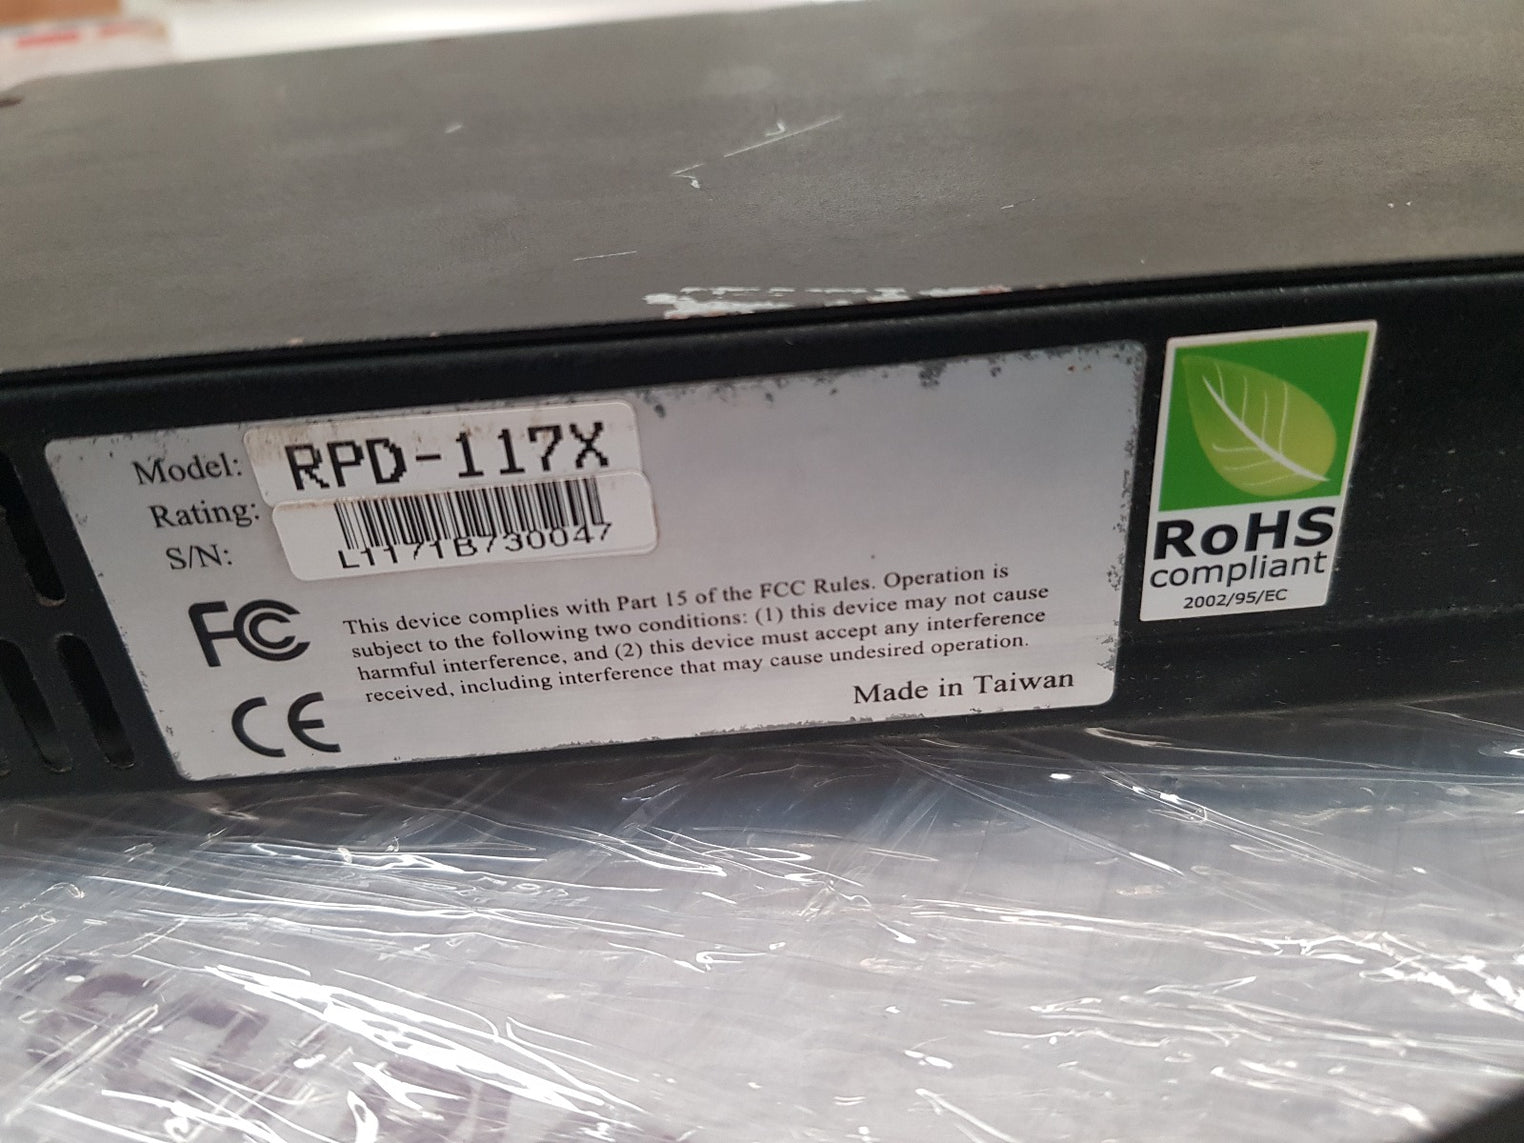 Model: RPD-117X
Rating:
S/N: L1171B730047
FC
This device complies with Part 15 of the FCC Rules. Operation is
subject to the following two conditions: (1) this device may not cause
harmful interference, and (2) this device must accept any interference
received, including interference that may cause undesired operation.
CE
Made in Taiwan
RoHS
compliant
2002/95/EC